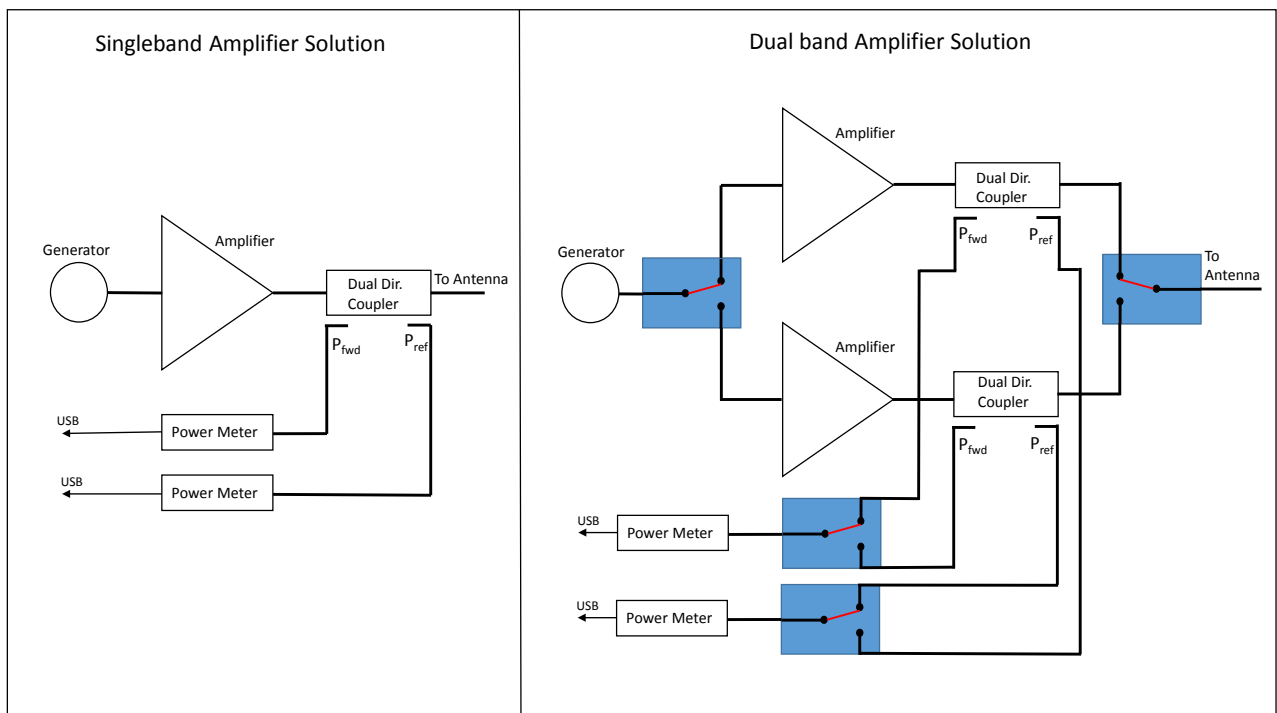 Singleband Amplifier Solution
Generator
Amplifier
Dual Dir.
Coupler
To Antenna
Pfwd
Pref
USB
Power Meter
USB
Power Meter
Dual band Amplifier Solution
Amplifier
Dual Dir.
Coupler
Pfwd
Pref
Generator
To
Antenna
Amplifier
Dual Dir.
Coupler
Pfwd
Pref
USB
Power Meter
USB
Power Meter